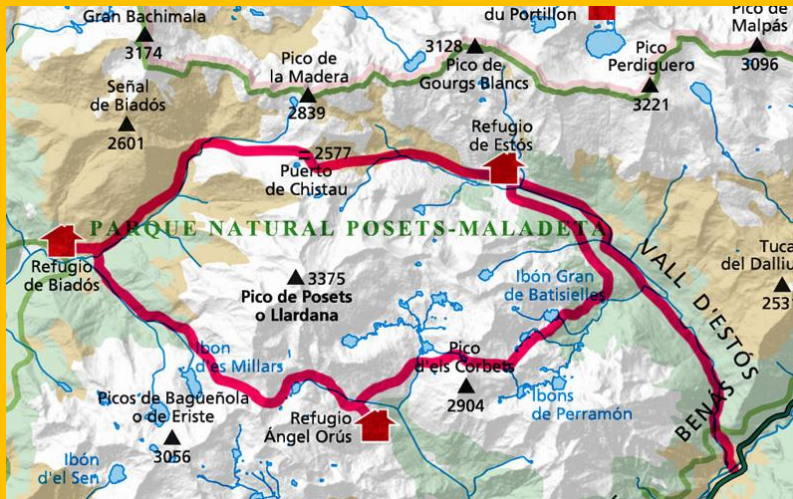 Gran Bachimala
3174
du Portillon
Pico de
Malpás
3096
Pico de
la Madera
2839
3128
Pico de
Gourgs Blancs
Pico
Perdiguero
3221
Señal
de Biadós
2601
Refugio
de Estós
2577
Puerto
de Chistau
PARQUE NATURAL POSETS-MALADETA
Refugio
de Biadós
3375
Pico de Posets
o Llardana
Ibón Gran
de Batisielles
VALL D'ESTÓS
Tuca
del Dalliu
2531
Ibon
d'es Millars
Pico
d'els Corbets
2904
Ibons
de Perramón
Picos de Bagüeñola
o de Eriste
3056
Refugio
Ángel Orús
BENÁS
Ibón
d'el Sen